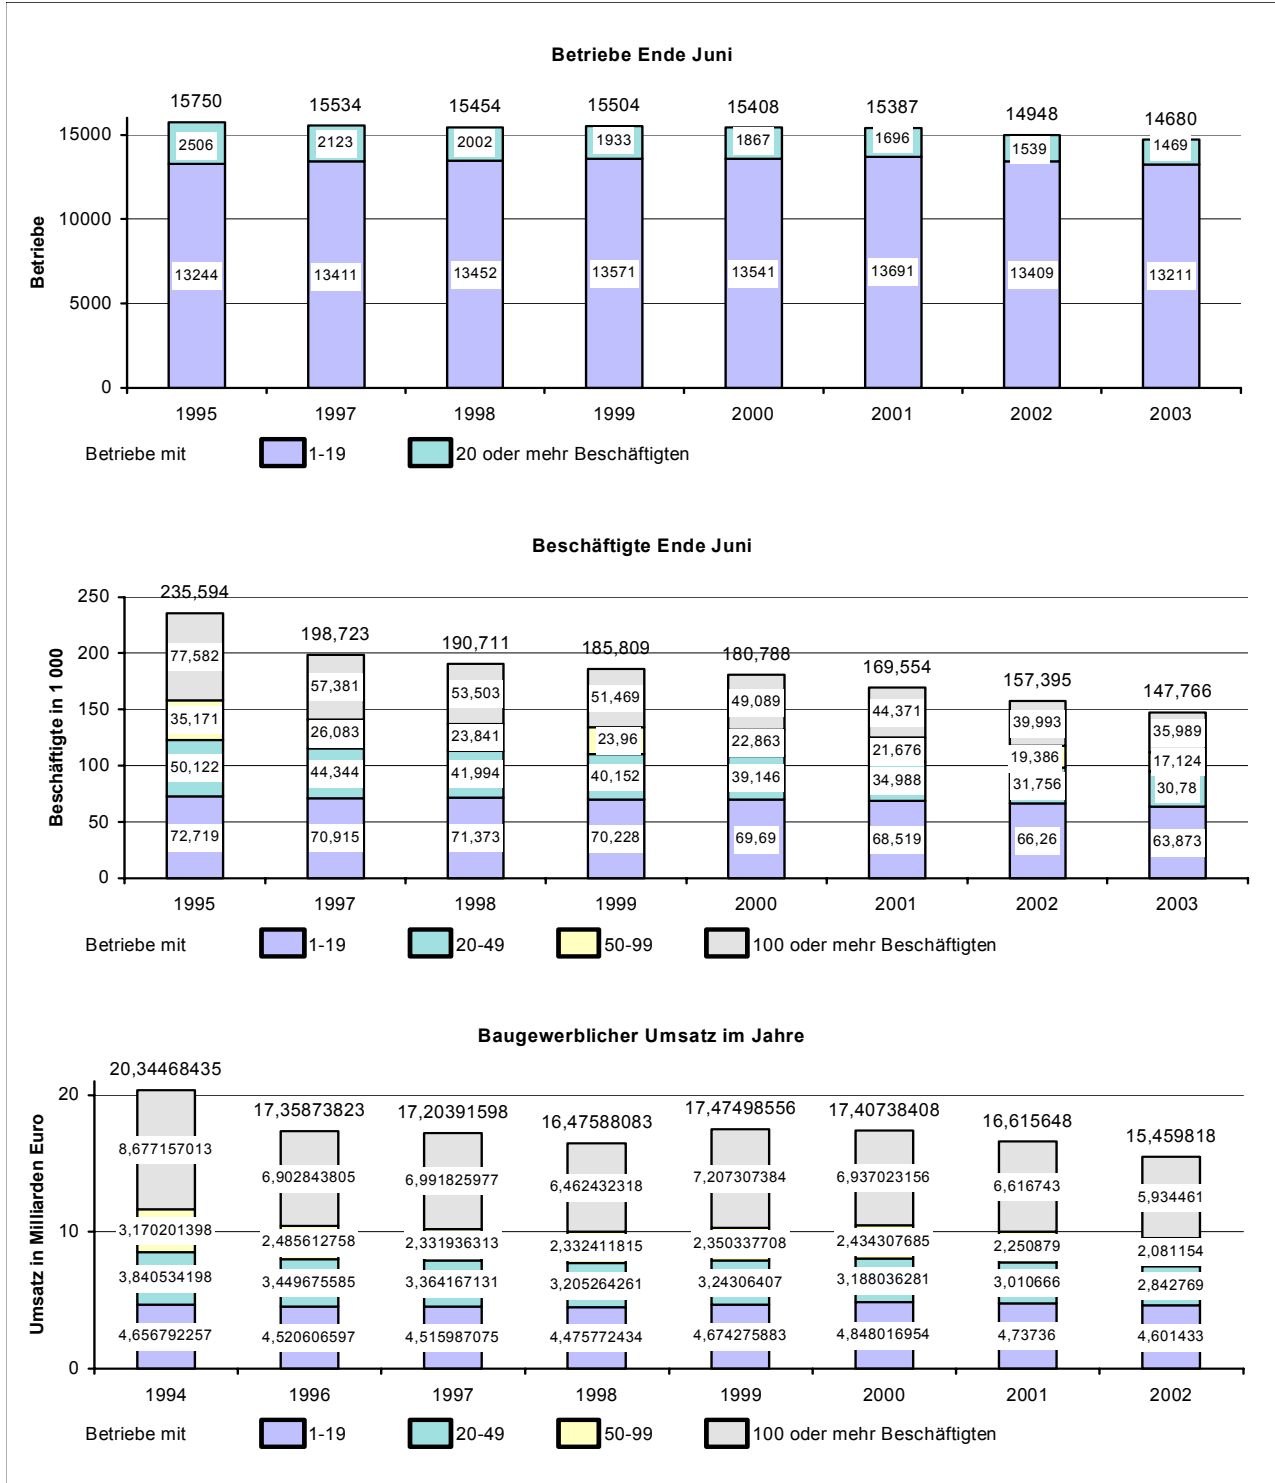 Betriebe Ende Juni
15750 15534 15454 15504 15408 15387 14948 14680
15000
2506 2123 2002 1933 1867 1696 1539 1469
10000
Betriebe
13244 13411 13452 13571 13541 13691 13409 13211
5000
0
1995 1997 1998 1999 2000 2001 2002 2003
Betriebe mit 1-19 20 oder mehr Beschäftigten
Beschäftigte Ende Juni
235,594 198,723 190,711 185,809 180,788 169,554 157,395 147,766
250
200
150
100
50
0
Beschäftigte in 1 000
77,582 57,381 53,503 51,469 49,089 44,371 39,993 35,989
35,171 26,083 23,841 23,96 22,863 21,676 19,386 17,124
50,122 44,344 41,994 40,152 39,146 34,988 31,756 30,78
72,719 70,915 71,373 70,228 69,69 68,519 66,26 63,873
1995 1997 1998 1999 2000 2001 2002 2003
Betriebe mit 1-19 20-49 50-99 100 oder mehr Beschäftigten
Baugewerblicher Umsatz im Jahre
20,34468435 17,35873823 17,20391598 16,47588083 17,47498556 17,40738408 16,615648 15,459818
20
10
0
Umsatz in Milliarden Euro
8,677157013 6,902843805 6,991825977 6,462432318 7,207307384 6,937023156 6,616743 5,934461
3,170201398 2,485612758 2,331936313 2,332411815 2,350337708 2,434307685 2,250879 2,081154
3,840534198 3,449675585 3,364167131 3,205264261 3,24306407 3,188036281 3,010666 2,842769
4,656792257 4,520606597 4,515987075 4,475772434 4,674275883 4,848016954 4,73736 4,601433
1994 1996 1997 1998 1999 2000 2001 2002
Betriebe mit 1-19 20-49 50-99 100 oder mehr Beschäftigten